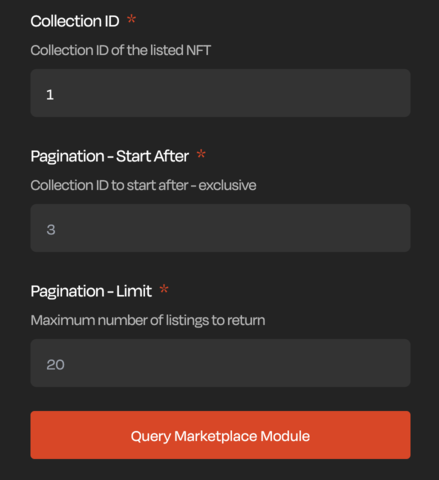 Collection ID *
Collection ID of the listed NFT
1
Pagination - Start After *
Collection ID to start after - exclusive
3
Pagination - Limit *
Maximum number of listings to return
20
Query Marketplace Module